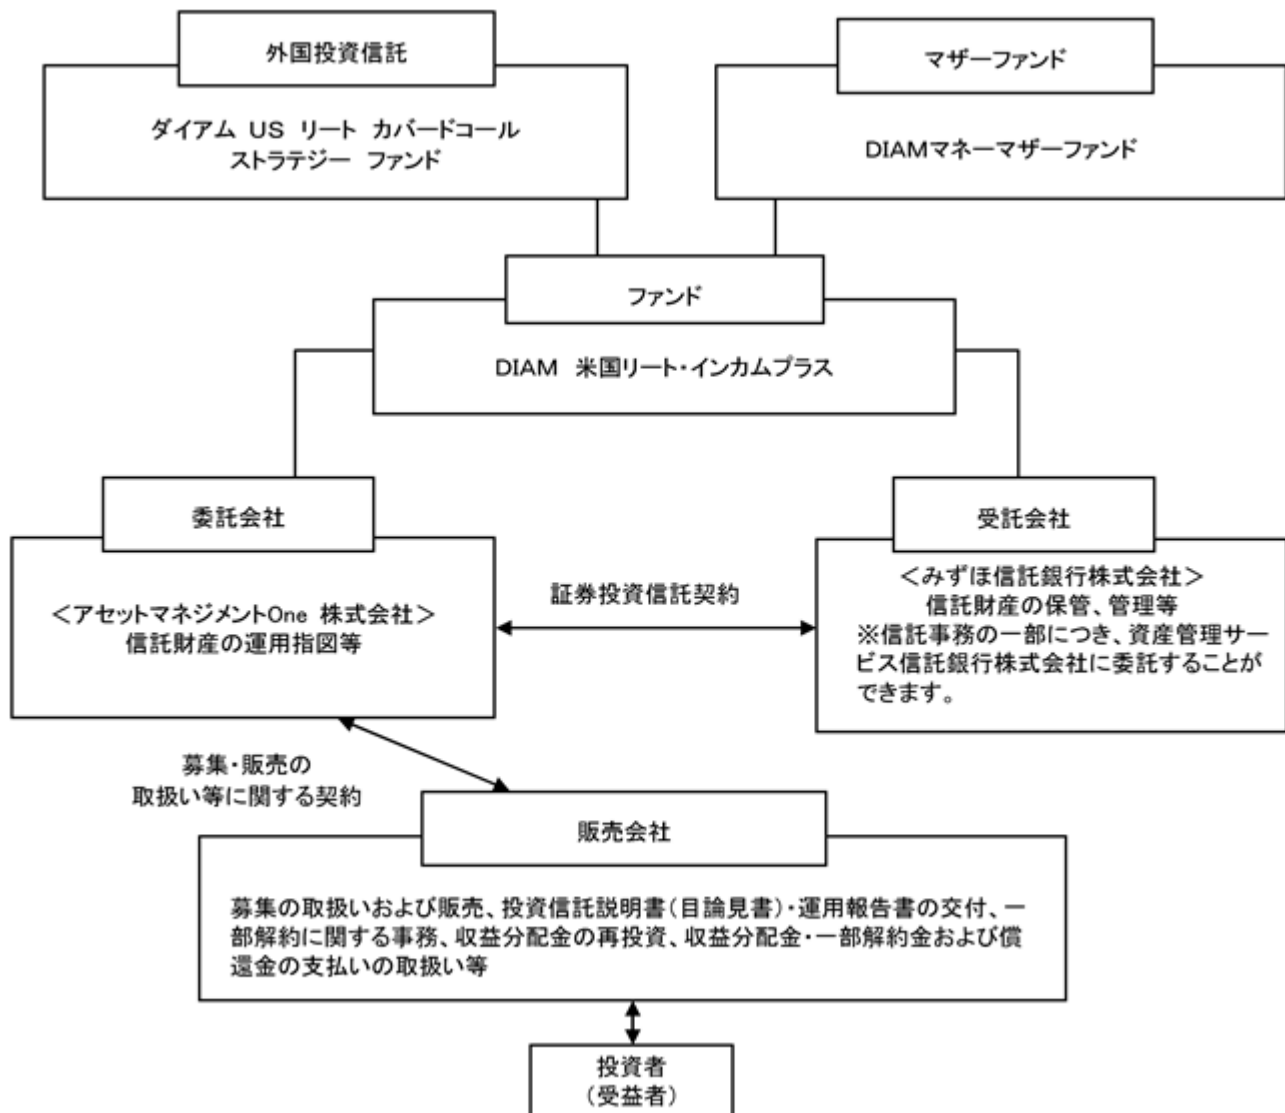 外国投資信託
ダイアム US リート カバードコール
ストラテジー ファンド
マザーファンド
DIAMマネーマザーファンド
ファンド
DIAM 米国リート・インカムプラス
委託会社
＜アセットマネジメントOne 株式会社＞
信託財産の運用指図等
証券投資信託契約
受託会社
＜みずほ信託銀行株式会社＞
信託財産の保管、管理等
※信託事務の一部につき、資産管理サー
ビス信託銀行株式会社に委託することが
できます。
募集・販売の
取扱い等に関する契約
販売会社
募集の取扱いおよび販売、投資信託説明書（目論見書）・運用報告書の交付、一
部解約に関する事務、収益分配金の再投資、収益分配金・一部解約金および償
還金の支払いの取扱い等
投資者
（受益者）